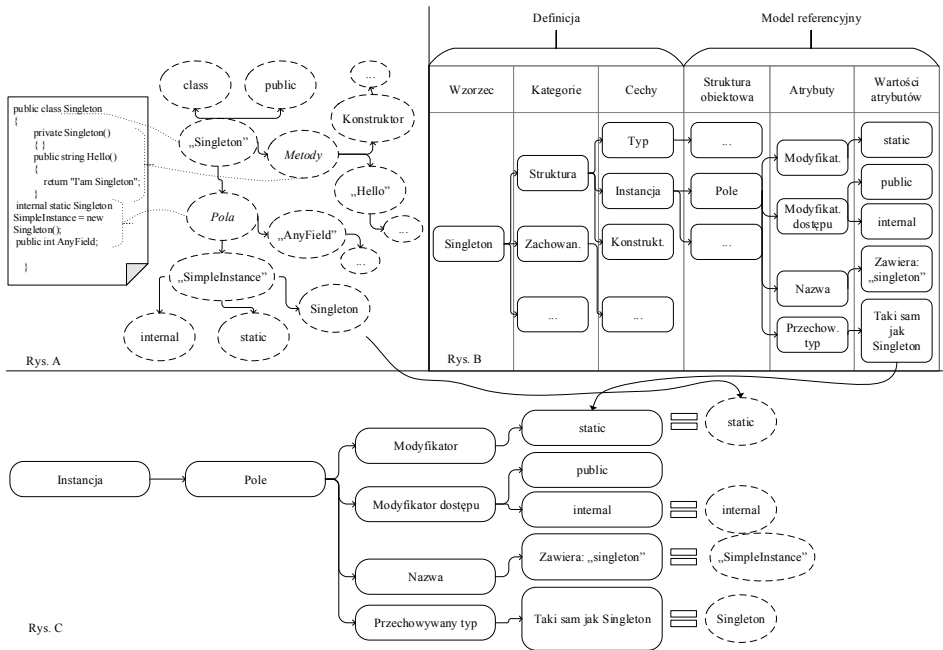 public class Singleton
{
private Singleton()
{ }
public string Hello()
{
return "I'am Singleton";
}
internal static Singleton
SimpleInstance = new
Singleton();
public int AnyField;
}
class
public
...
Konstruktor
„Singleton”
Metody
„Hello”
...
Pola
„AnyField”
...
„SimpleInstance”
Singleton
internal
static
Rys. A
Definicja
Model referencyjny
Wzorzec
Kategorie
Cechy
Struktura
obiektowa
Atrybuty
Wartości
atrybutów
Singleton
Struktura
Zachowan.
...
Typ
Instancja
Konstrukt.
...
...
Pole
...
Modyfikat.
Modyfikat.
dostępu
Nazwa
Przechow.
typ
static
public
internal
Zawiera:
„singleton”
Taki sam
jak
Singleton
Rys. B
Instancja
Pole
Modyfikator
Modyfikator dostępu
Nazwa
Przechowywany typ
static
static
public
internal
internal
Zawiera: „singleton”
„SimpleInstance”
Taki sam jak Singleton
Singleton
Rys. C